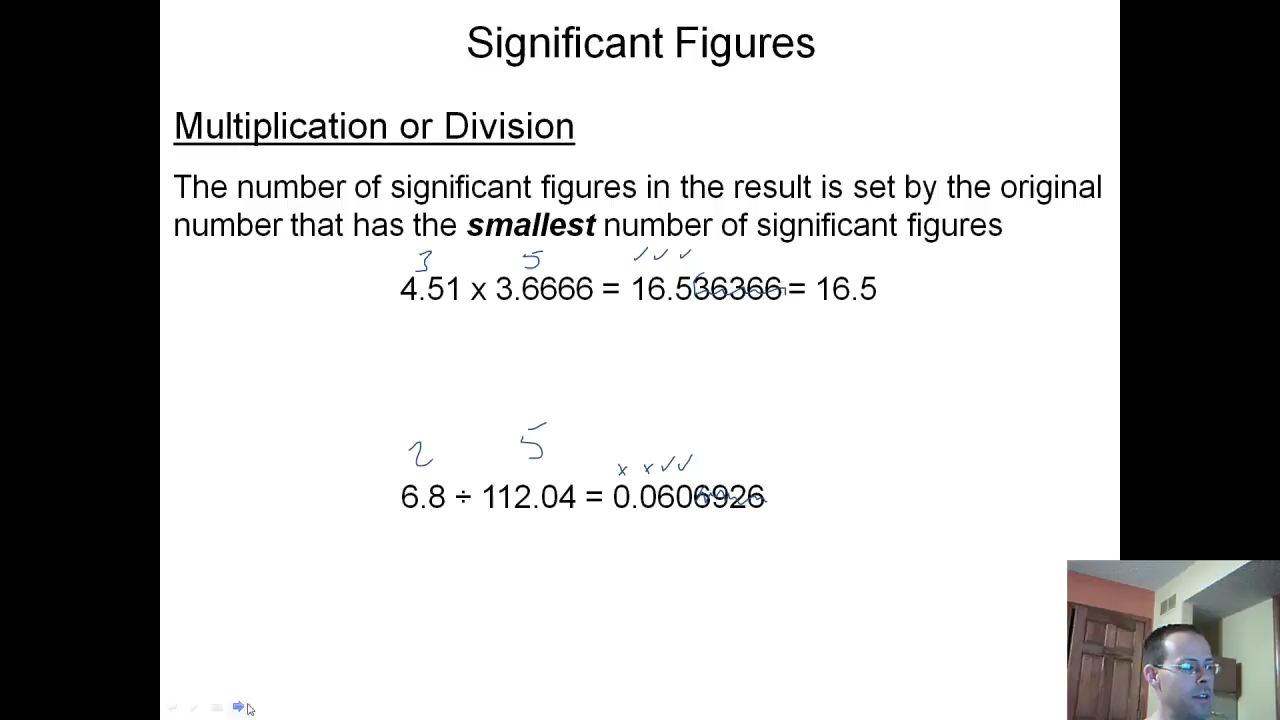 Significant Figures
Multiplication or Division
The number of significant figures in the result is set by the original
number that has the smallest number of significant figures
3 5 ✓ ✓ ✓
4.51 x 3.6666 = 16.536366 = 16.5
2 5 x x ✓ ✓
6.8 ÷ 112.04 = 0.0606926